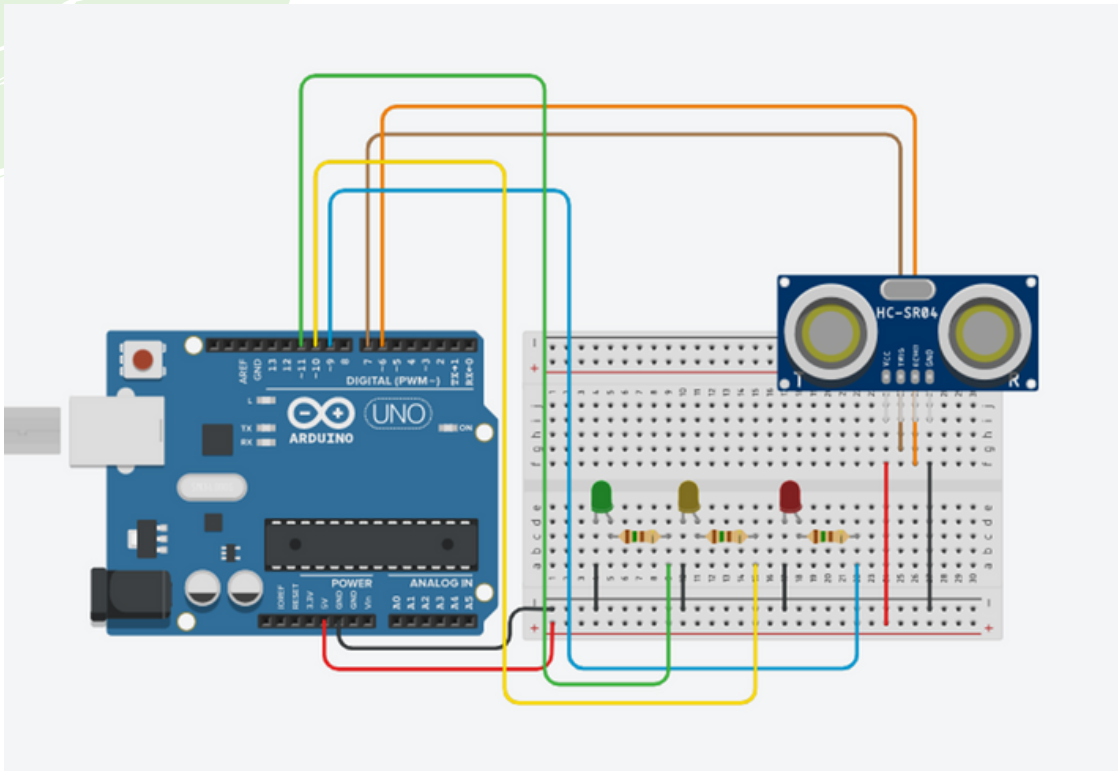 HC-SR04
VCC
TRIG
ECHO
GND
T
R
AREF
GND
13
12
~11
~10
~9
8
7
~6
~5
4
~3
2
TX→1
RX←0
DIGITAL (PWM~)
L
TX
RX
ARDUINO
UNO
ON
POWER
ANALOG IN
IOREF
RESET
3.3V
5V
GND
GND
Vin
A0
A1
A2
A3
A4
A5
a b c d e
f g h i j